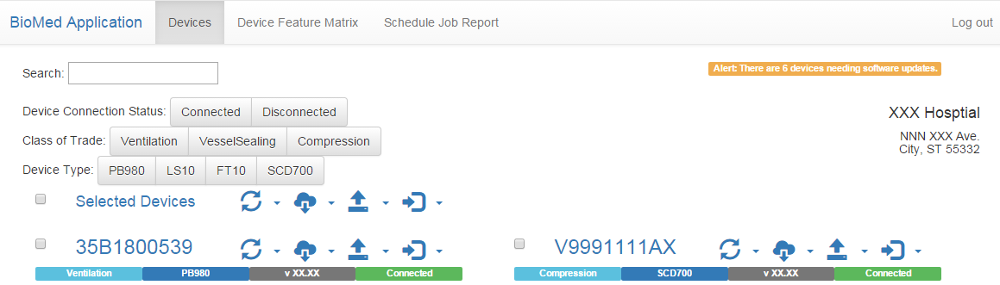 BioMed Application Devices Device Feature Matrix Schedule Job Report Log out
Search:
Alert: There are 6 devices needing software updates.
Device Connection Status: Connected Disconnected
XXX Hosptial
Class of Trade: Ventilation VesselSealing Compression
NNN XXX Ave.
City, ST 55332
Device Type: PB980 LS10 FT10 SCD700
Selected Devices
35B1800539
Ventilation PB980 v XX.XX Connected
V9991111AX
Compression SCD700 v XX.XX Connected